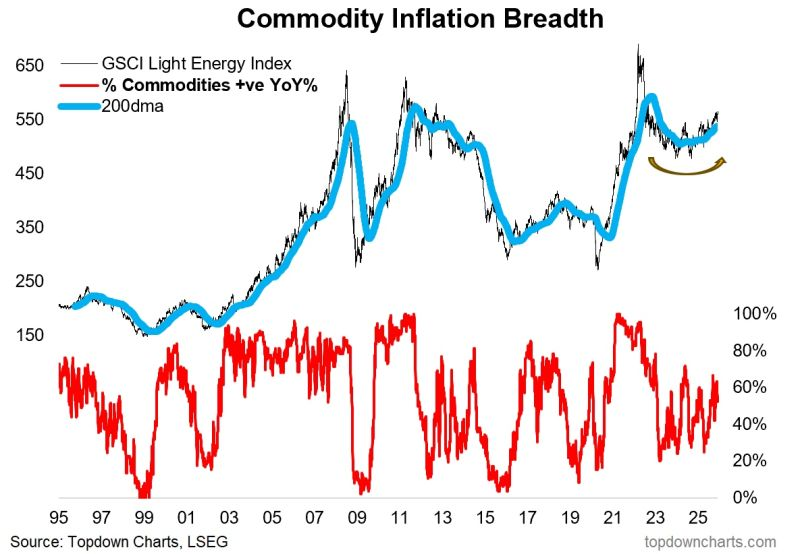 Commodity Inflation Breadth
GSCI Light Energy Index
% Commodities +ve YoY%
200dma
650
550
450
350
250
150
100%
80%
60%
40%
20%
0%
95 97 99 01 03 05 07 09 11 13 15 17 19 21 23 25
Source: Topdown Charts, LSEG topdowncharts.com